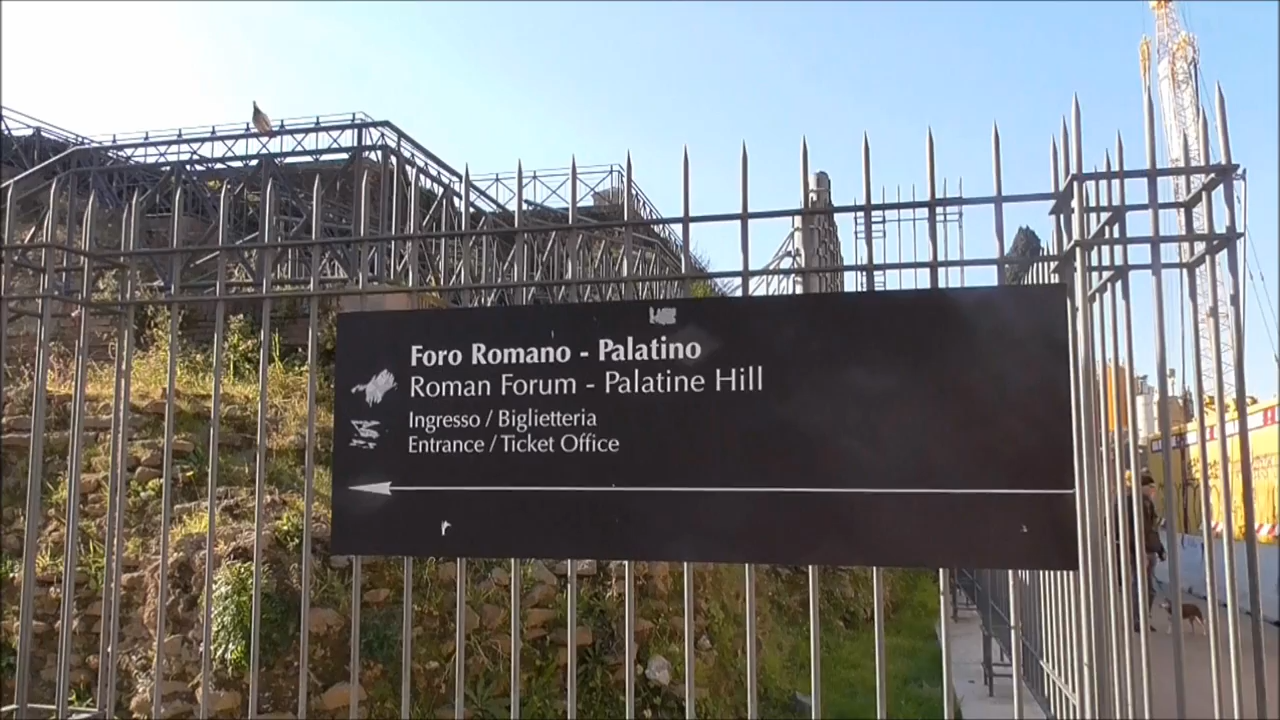 Foro Romano - Palatino
Roman Forum - Palatine Hill
Ingresso / Biglietteria
Entrance / Ticket Office